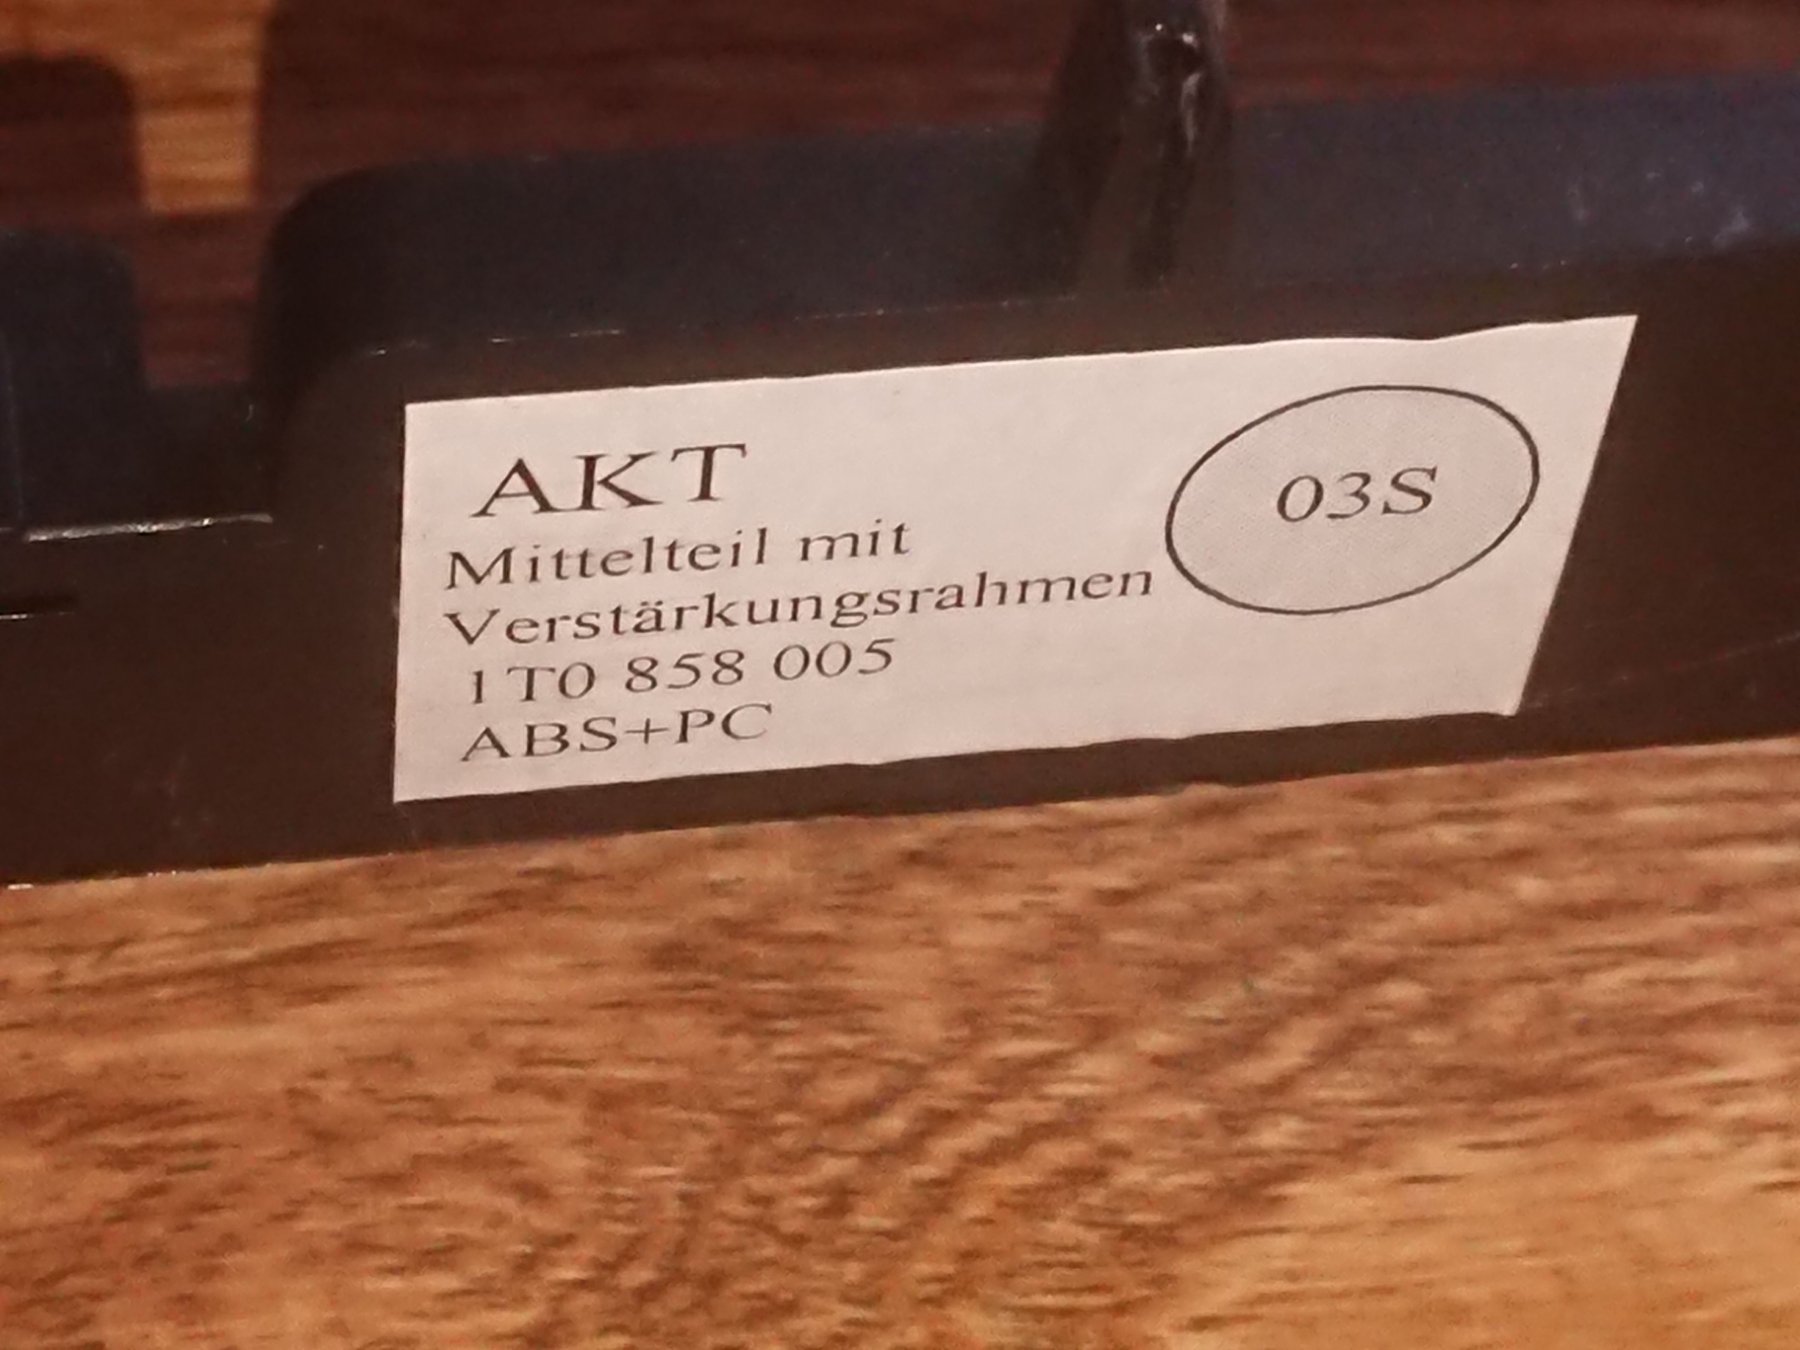 AKT
03S
Mittelteil mit
Verstärkungsrahmen
1T0 858 005
ABS+PC